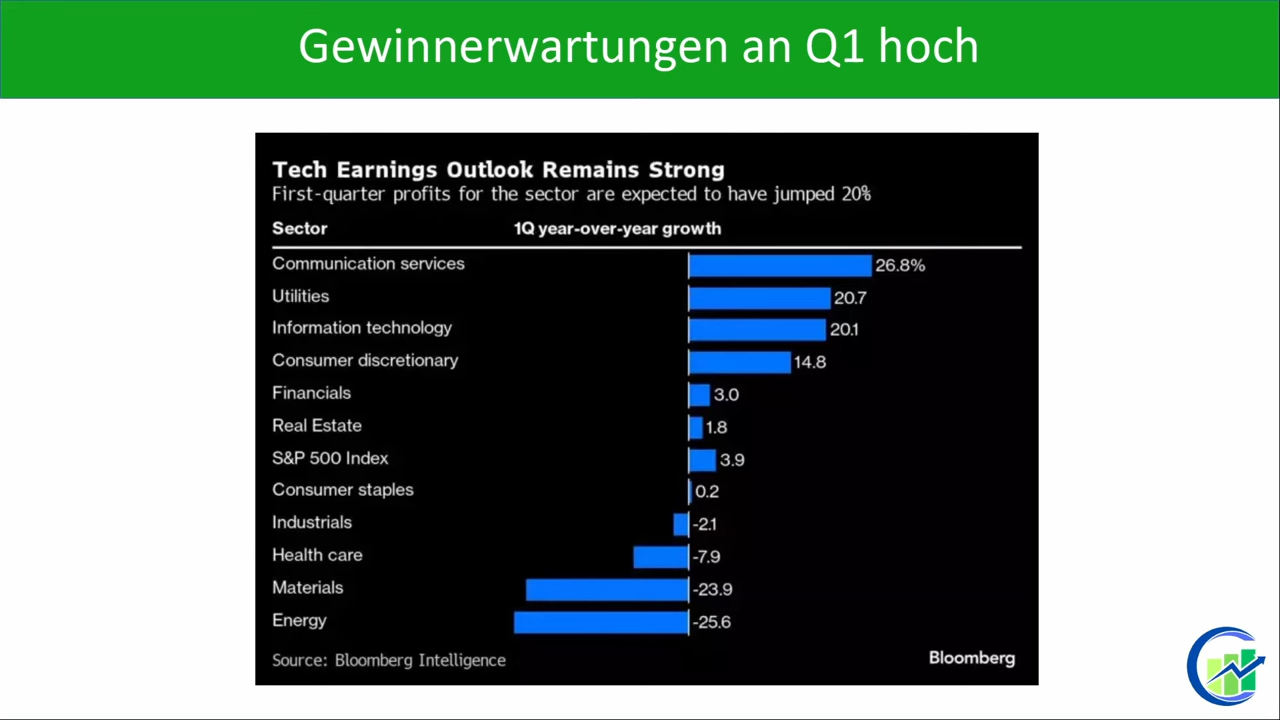 Gewinnerwartungen an Q1 hoch
Tech Earnings Outlook Remains Strong
First-quarter profits for the sector are expected to have jumped 20%
Sector 1Q year-over-year growth
Communication services 26.8%
Utilities 20.7
Information technology 20.1
Consumer discretionary 14.8
Financials 3.0
Real Estate 1.8
S&P 500 Index 3.9
Consumer staples 0.2
Industrials -2.1
Health care -7.9
Materials -23.9
Energy -25.6
Source: Bloomberg Intelligence Bloomberg